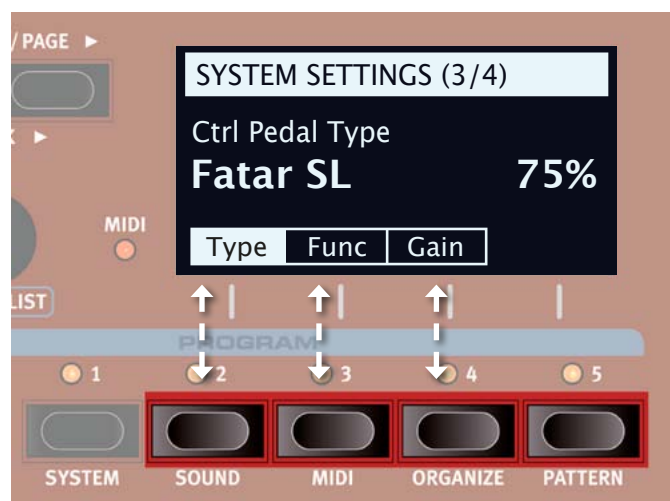 / PAGE ►
SYSTEM SETTINGS (3/4)
Ctrl Pedal Type
Fatar SL 75%
MIDI
Type Func Gain
LIST
PROGRAM
1 2 3 4 5
SYSTEM SOUND MIDI ORGANIZE PATTERN